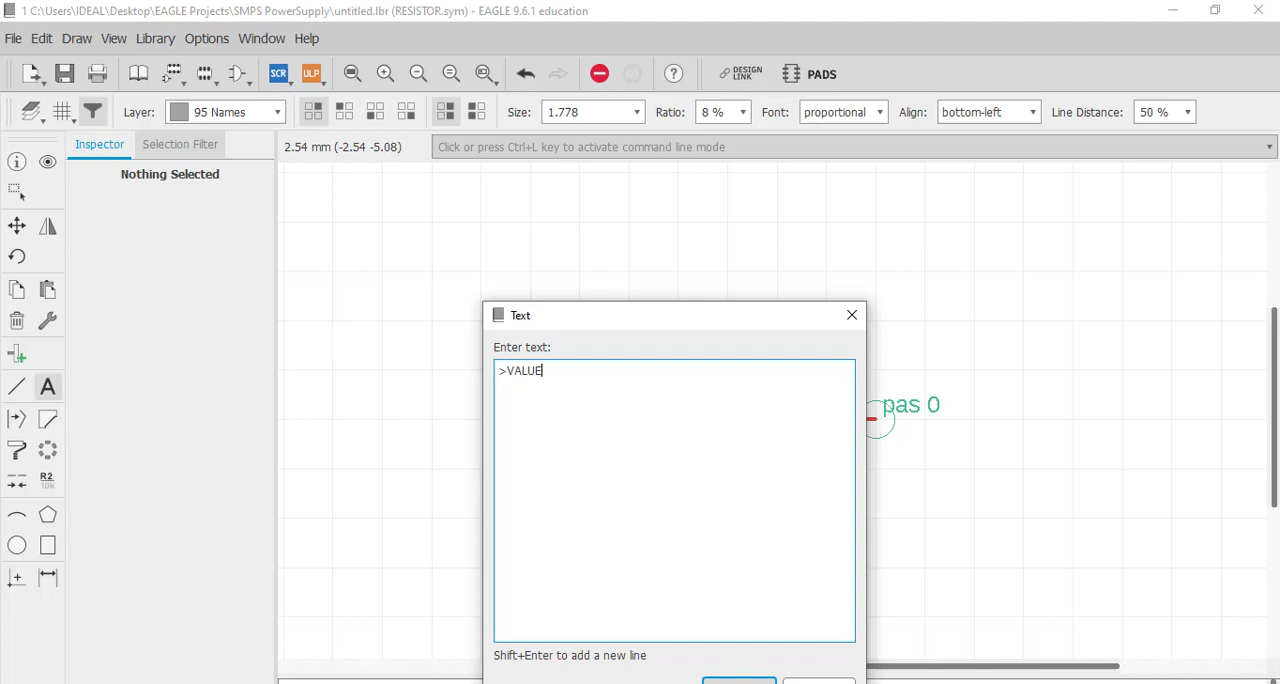 1 C:\Users\IDEAL\Desktop\EAGLE Projects\SMPS PowerSupply\untitled.lbr (RESISTOR.sym) - EAGLE 9.6.1 education
File Edit Draw View Library Options Window Help
SCR ULP DESIGN LINK PADS
Layer: 95 Names Size: 1.778 Ratio: 8 % Font: proportional Align: bottom-left Line Distance: 50 %
Inspector Selection Filter 2.54 mm (-2.54 -5.08) Click or press Ctrl+L key to activate command line mode
Nothing Selected
Text
Enter text:
>VALUE
pas 0
R2
10k
Shift+Enter to add a new line